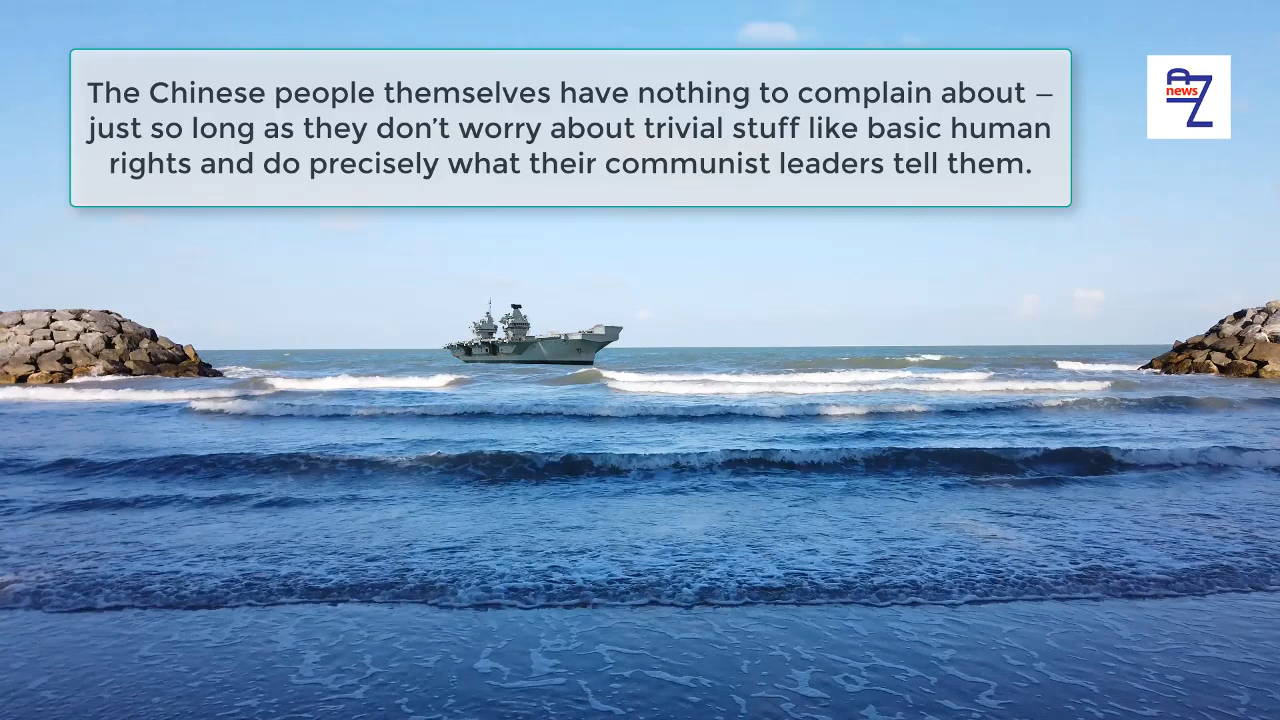 The Chinese people themselves have nothing to complain about –
just so long as they don't worry about trivial stuff like basic human
rights and do precisely what their communist leaders tell them.
AZ
news